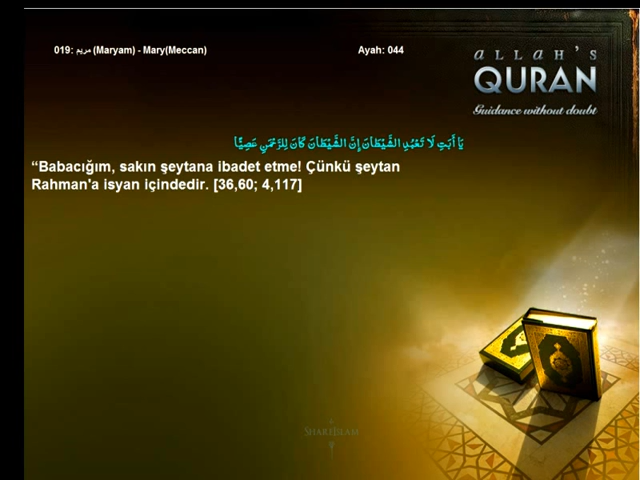 019: مريم (Maryam) - Mary(Meccan) Ayah: 044
ALLAH'S
QURAN
Guidance without doubt
يَا أَبَتِ لَا تَعْبُدِ الشَّيْطَانَ إِنَّ الشَّيْطَانَ كَانَ لِلرَّحْمَنِ عَصِيًّا
“Babacığım, sakın şeytana ibadet etme! Çünkü şeytan
Rahman'a isyan içindedir. [36,60; 4,117]
SHAREISLAM